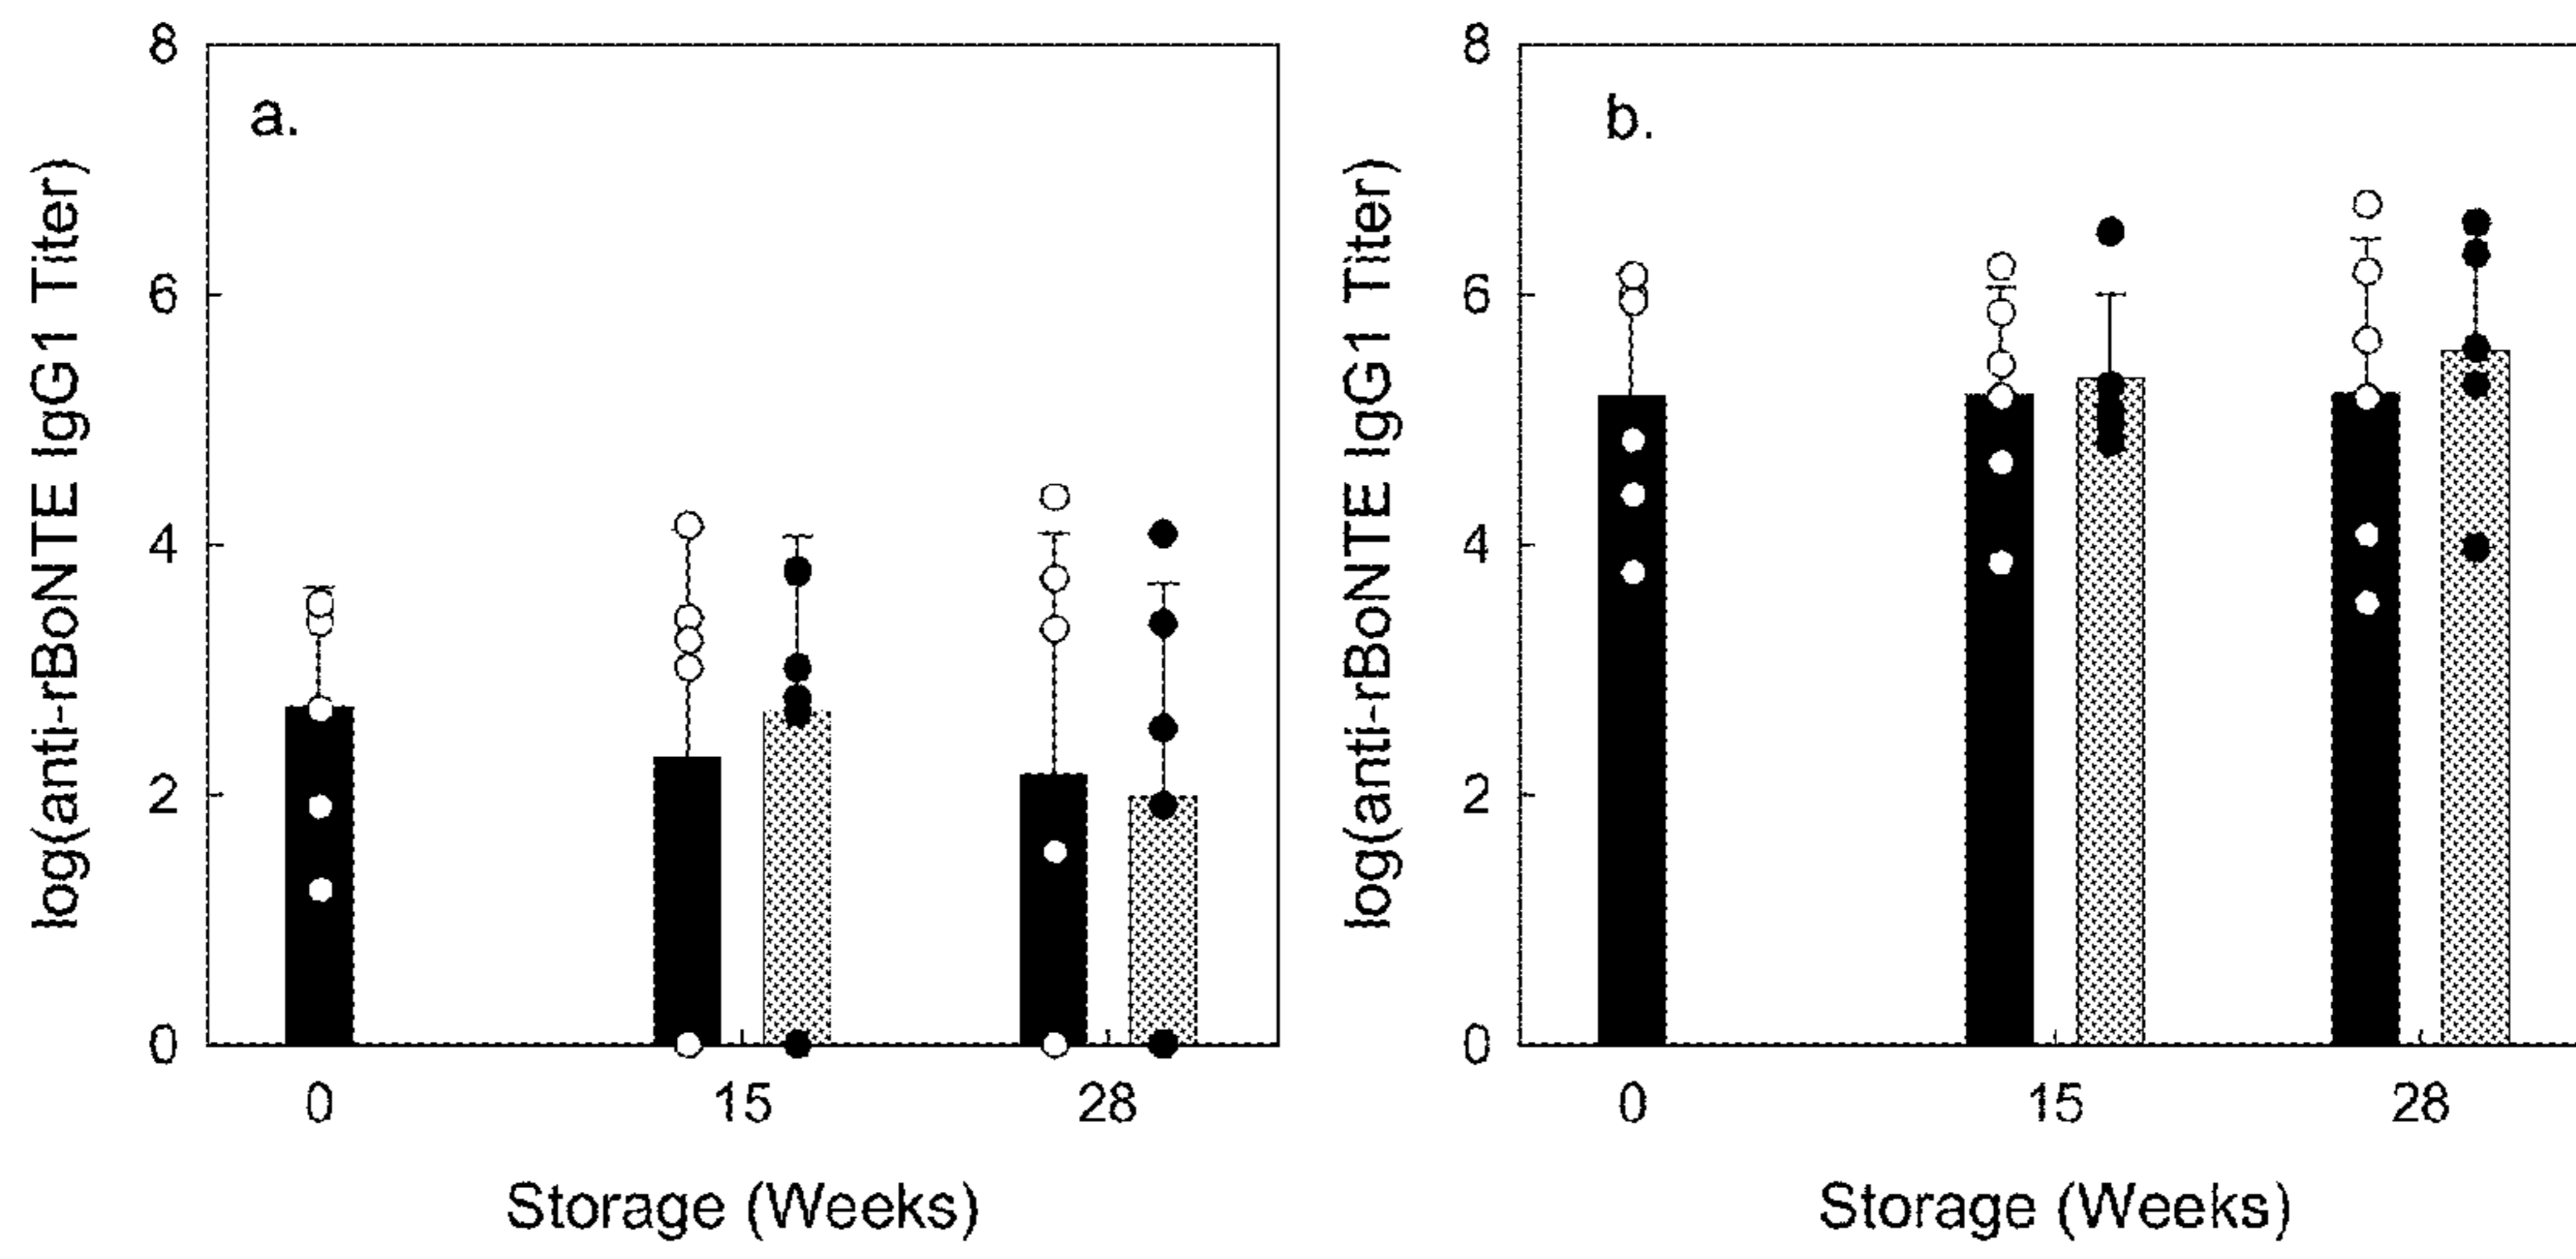 a.
log(anti-rBoNTE IgG1 Titer)
8
6
4
2
0
0 15 28
Storage (Weeks)
b.
log(anti-rBoNTE IgG1 Titer)
8
6
4
2
0
0 15 28
Storage (Weeks)